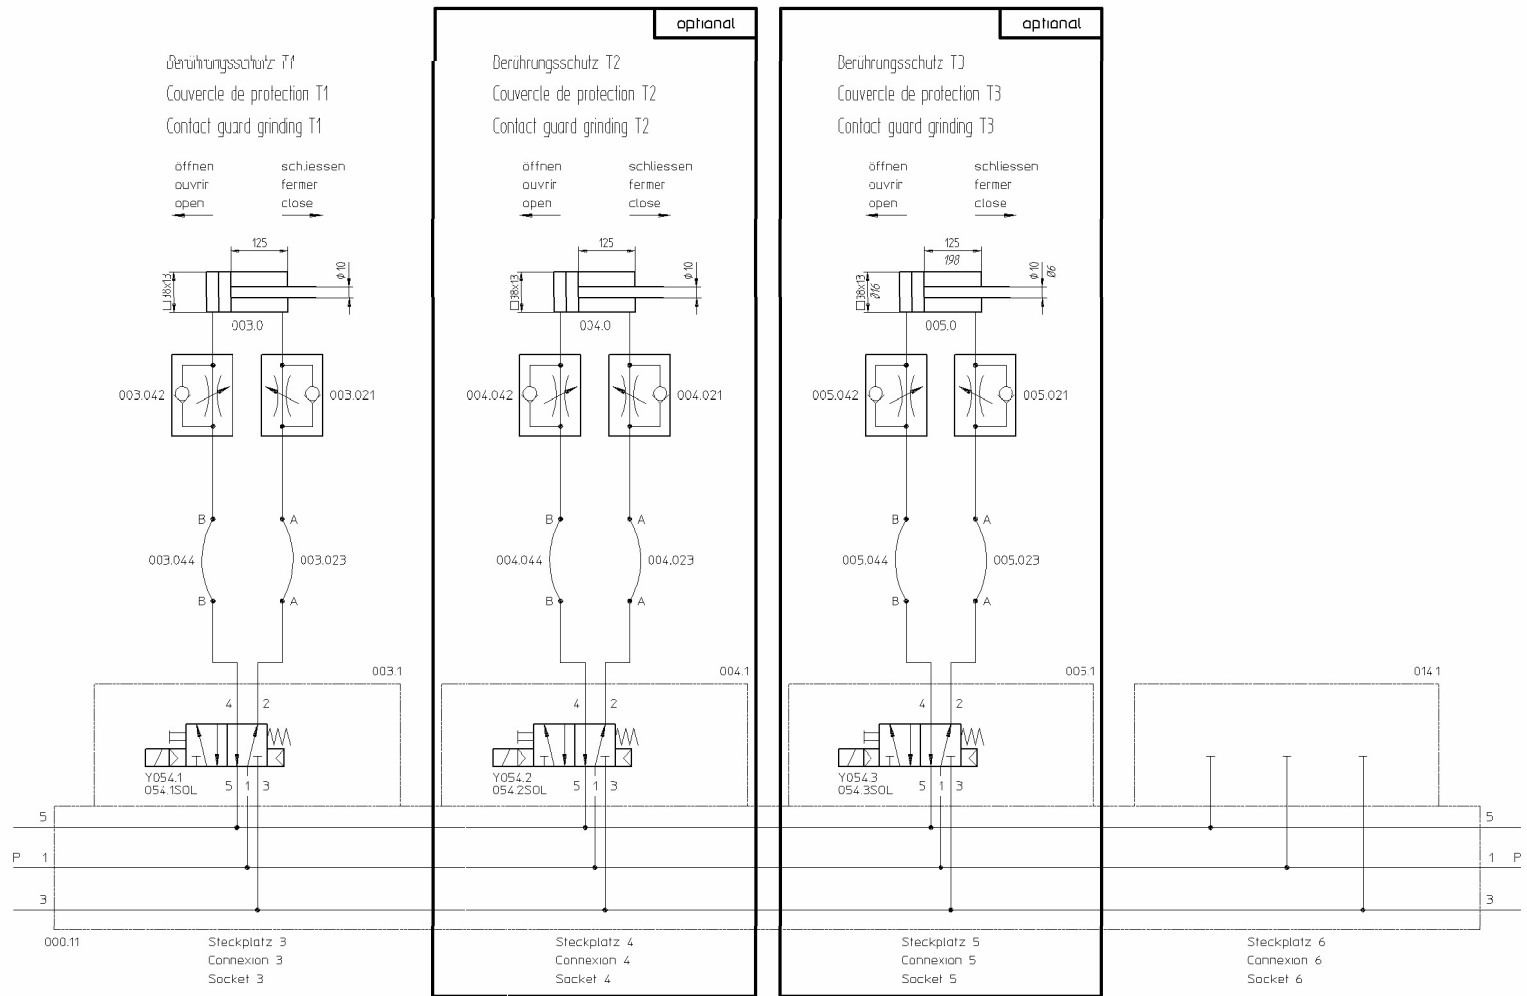 optional
optional
Berührungsschutz T1
Couvercle de protection T1
Contact guard grinding T1
Berührungsschutz T2
Couvercle de protection T2
Contact guard grinding T2
Berührungsschutz T3
Couvercle de protection T3
Contact guard grinding T3
öffnen
ouvrir
open
schliessen
fermer
close
öffnen
ouvrir
open
schliessen
fermer
close
öffnen
ouvrir
open
schliessen
fermer
close
125
□38x13
ϕ10
003.0
125
□38x13
ϕ10
004.0
125
198
□38x13
Ø16
ϕ10
Ø6
005.0
003.042
003.021
004.042
004.021
005.042
005.021
B A
003.044 003.023
B A
B A
004.044 004.023
B A
B A
005.044 005.023
B A
003.1
4 2
Y054.1
054.1SOL
5 1 3
004.1
4 2
Y054.2
054.2SOL
5 1 3
005.1
4 2
Y054.3
054.3SOL
5 1 3
014.1
5 5
P 1 1 P
3 3
000.11
Steckplatz 3
Connexion 3
Socket 3
Steckplatz 4
Connexion 4
Socket 4
Steckplatz 5
Connexion 5
Socket 5
Steckplatz 6
Connexion 6
Socket 6